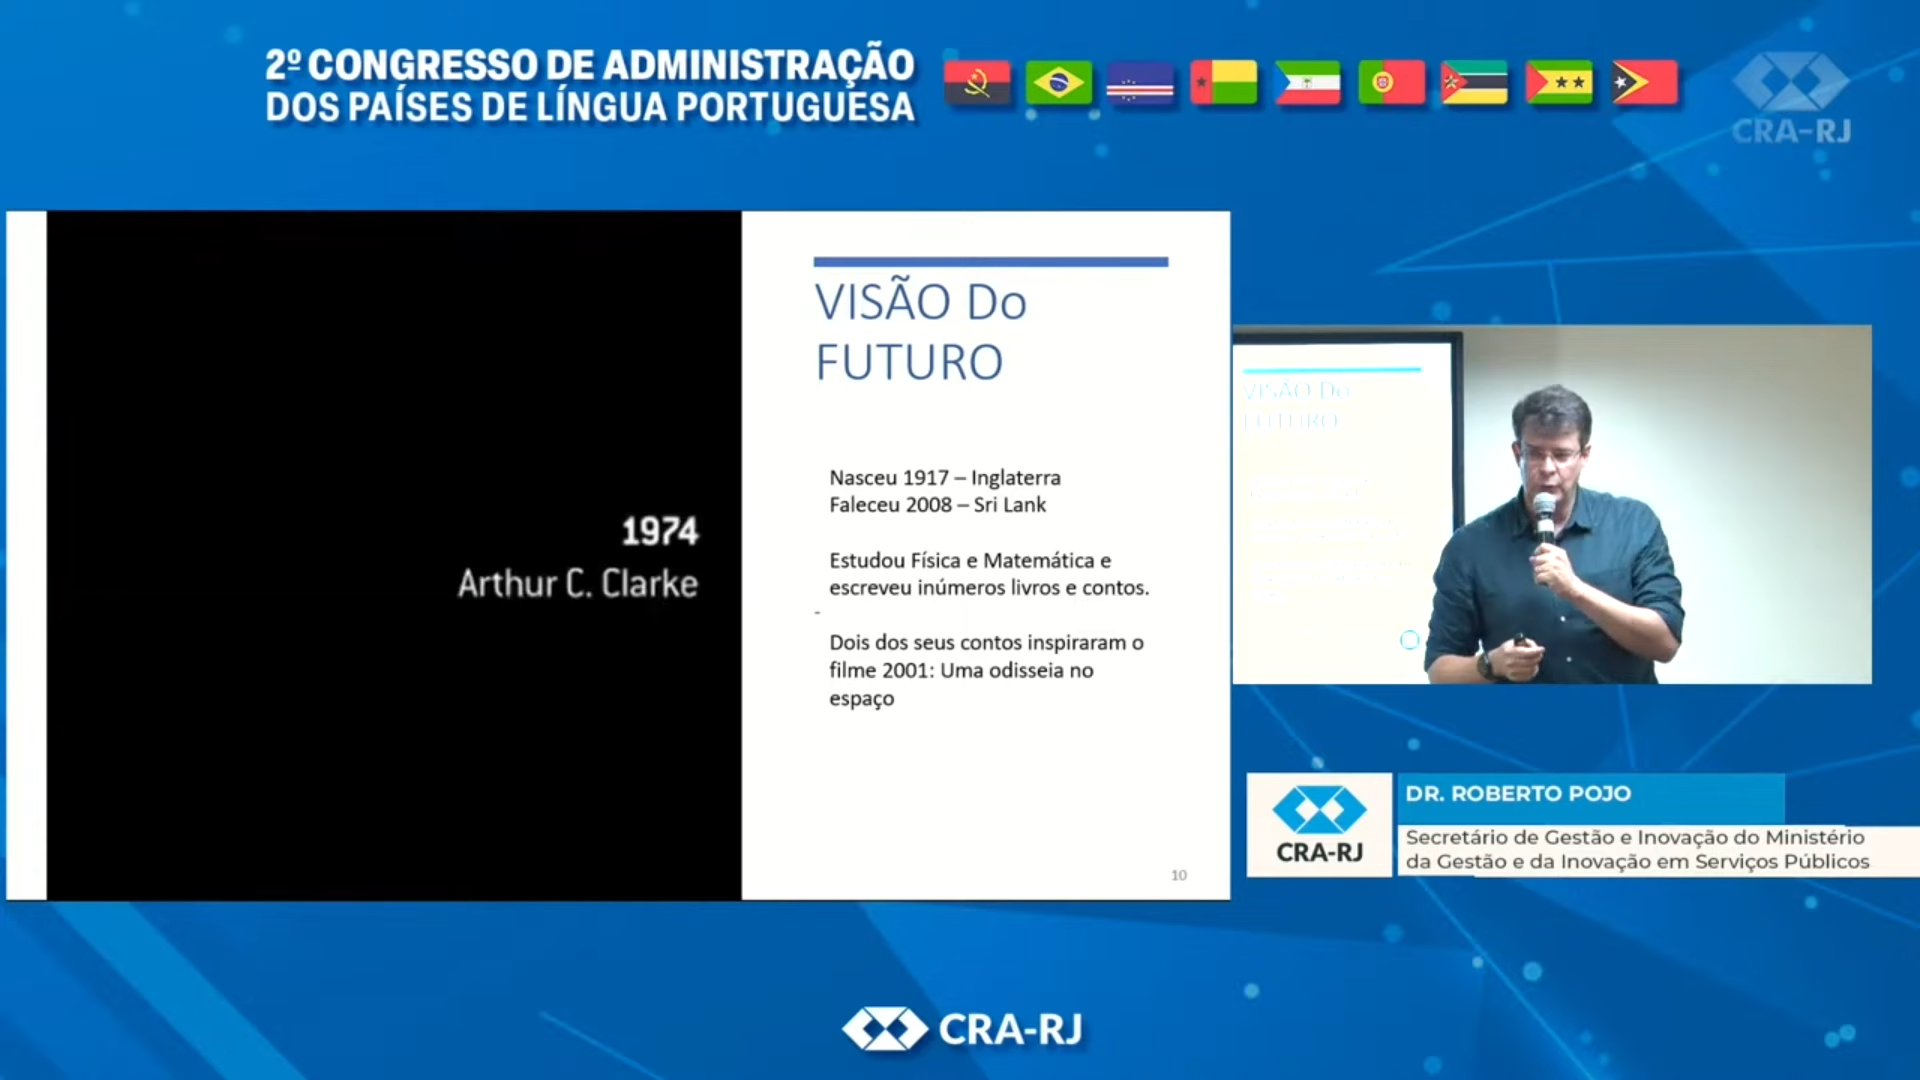 2º CONGRESSO DE ADMINISTRAÇÃO
DOS PAÍSES DE LÍNGUA PORTUGUESA
CRA-RJ
1974
Arthur C. Clarke
VISÃO Do
FUTURO
Nasceu 1917 – Inglaterra
Faleceu 2008 – Sri Lank
Estudou Física e Matemática e
escreveu inúmeros livros e contos.
-
Dois dos seus contos inspiraram o
filme 2001: Uma odisseia no
espaço
10
VISÃO Do
FUTURO
CRA-RJ
DR. ROBERTO POJO
Secretário de Gestão e Inovação do Ministério
da Gestão e da Inovação em Serviços Públicos
CRA-RJ